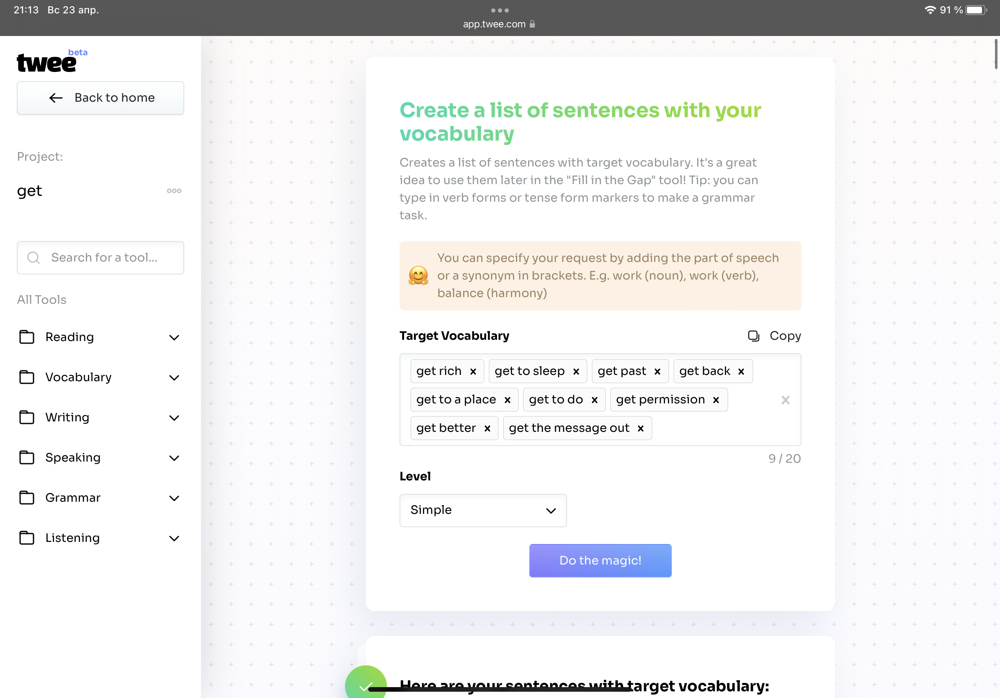 21:13 Вс 23 апр.
91 %
app.twee.com
twee beta
Back to home
Project:
get
Search for a tool...
All Tools
Reading
Vocabulary
Writing
Speaking
Grammar
Listening
Create a list of sentences with your
vocabulary
Creates a list of sentences with target vocabulary. It's a great
idea to use them later in the "Fill in the Gap" tool! Tip: you can
type in verb forms or tense form markers to make a grammar
task.
You can specify your request by adding the part of speech
or a synonym in brackets. E.g. work (noun), work (verb),
balance (harmony)
Target Vocabulary
Copy
get rich × get to sleep × get past × get back ×
get to a place × get to do × get permission ×
get better × get the message out ×
9 / 20
Level
Simple
Do the magic!
Here are your sentences with target vocabulary: